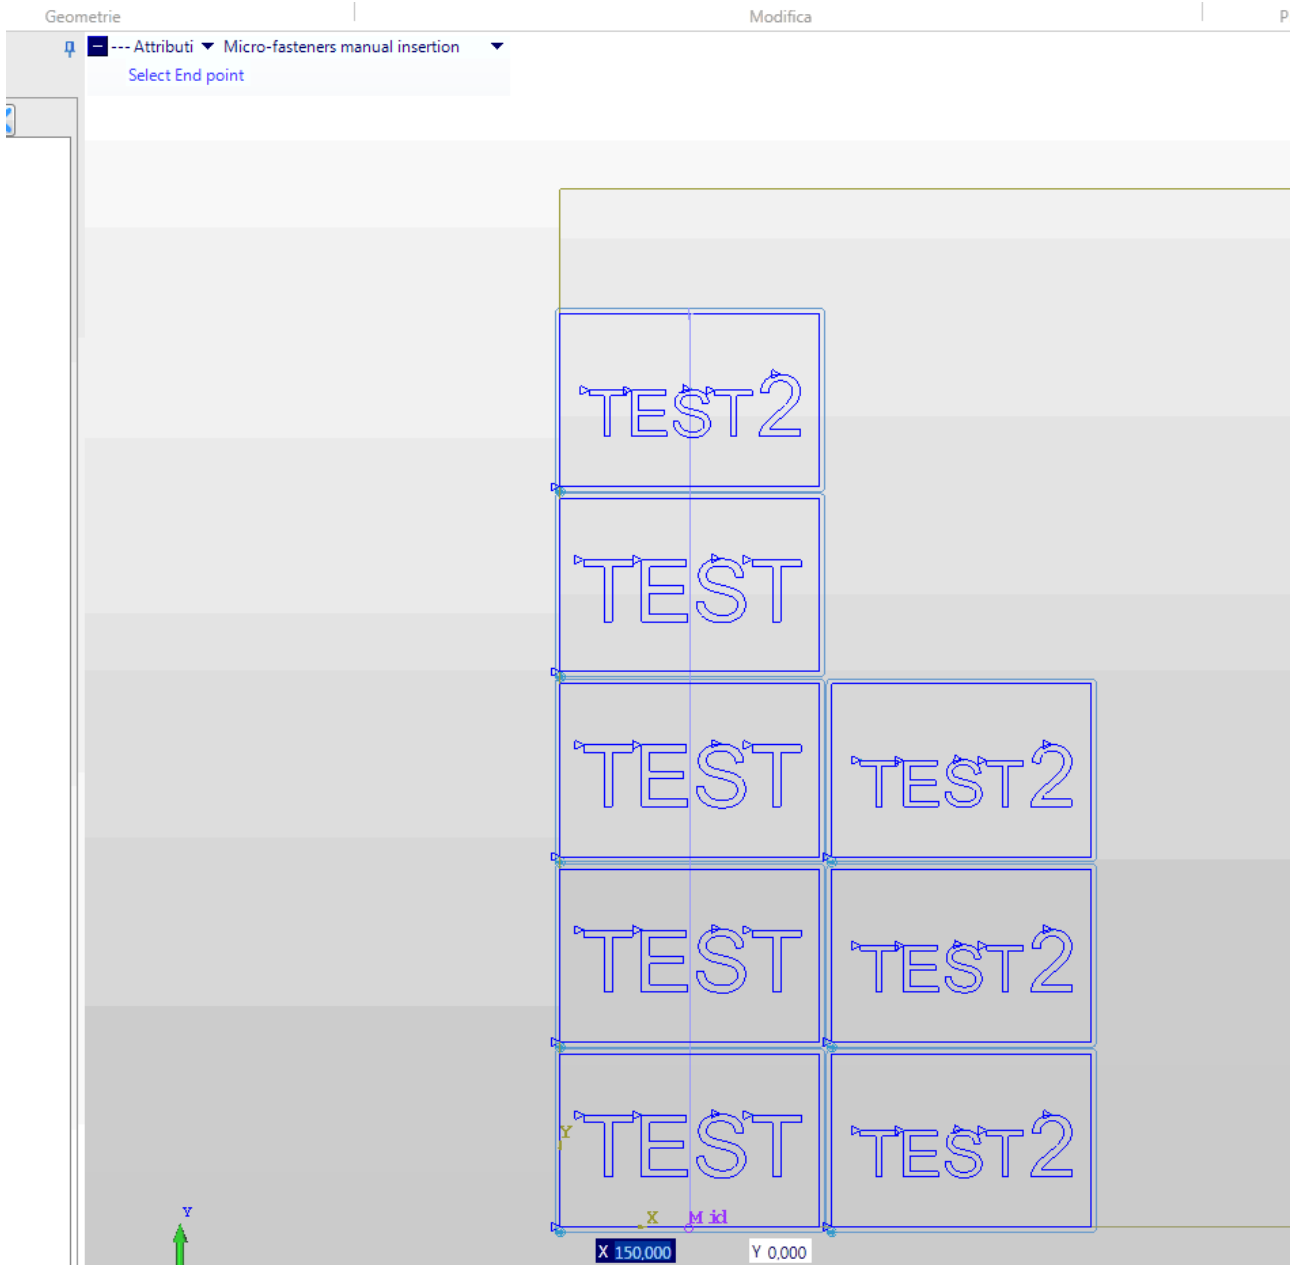 Geometrie Modifica P
--- Attributi Micro-fasteners manual insertion
Select End point
TEST2
TEST
TEST TEST2
TEST TEST2
TEST TEST2
Y
X Mid
Y
X 150,000 Y 0,000